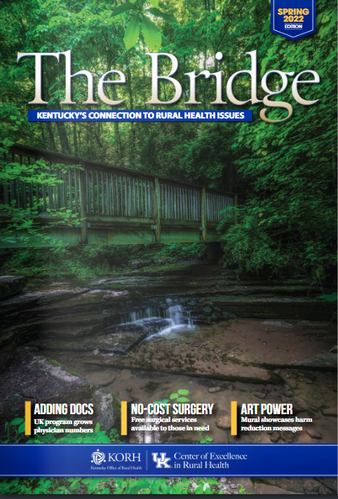 SPRING
2022
EDITION
The Bridge
KENTUCKY'S CONNECTION TO RURAL HEALTH ISSUES
ADDING DOCS
UK program grows
physician numbers
NO-COST SURGERY
Free surgical services
available to those in need
ART POWER
Mural showcases harm
reduction messages
KORH
Kentucky Office of Rural Health
UK
Center of Excellence
in Rural Health